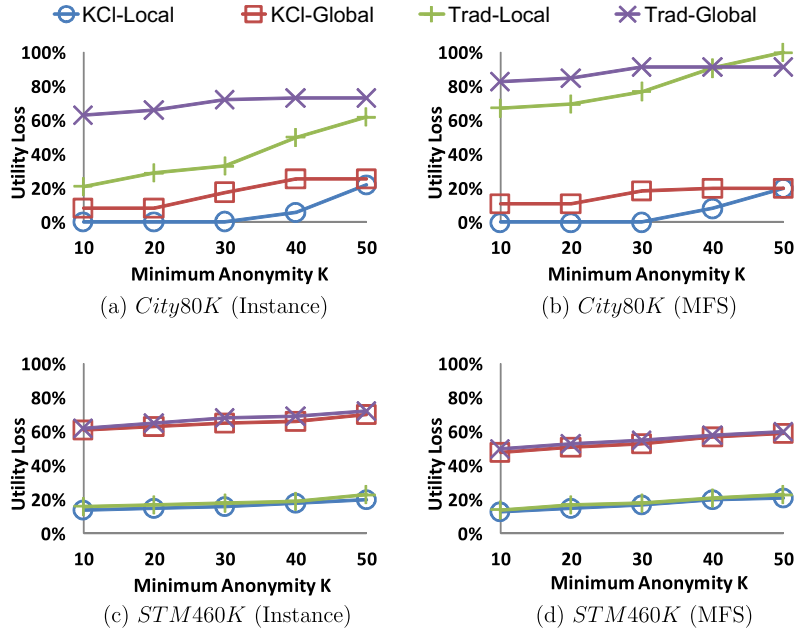 KCl-Local KCl-Global Trad-Local Trad-Global
100%
80%
60%
40%
20%
0%
Utility Loss
10 20 30 40 50
Minimum Anonymity K
(a) City80K (Instance)
100%
80%
60%
40%
20%
0%
Utility Loss
10 20 30 40 50
Minimum Anonymity K
(b) City80K (MFS)
100%
80%
60%
40%
20%
0%
Utility Loss
10 20 30 40 50
Minimum Anonymity K
(c) STM460K (Instance)
100%
80%
60%
40%
20%
0%
Utility Loss
10 20 30 40 50
Minimum Anonymity K
(d) STM460K (MFS)